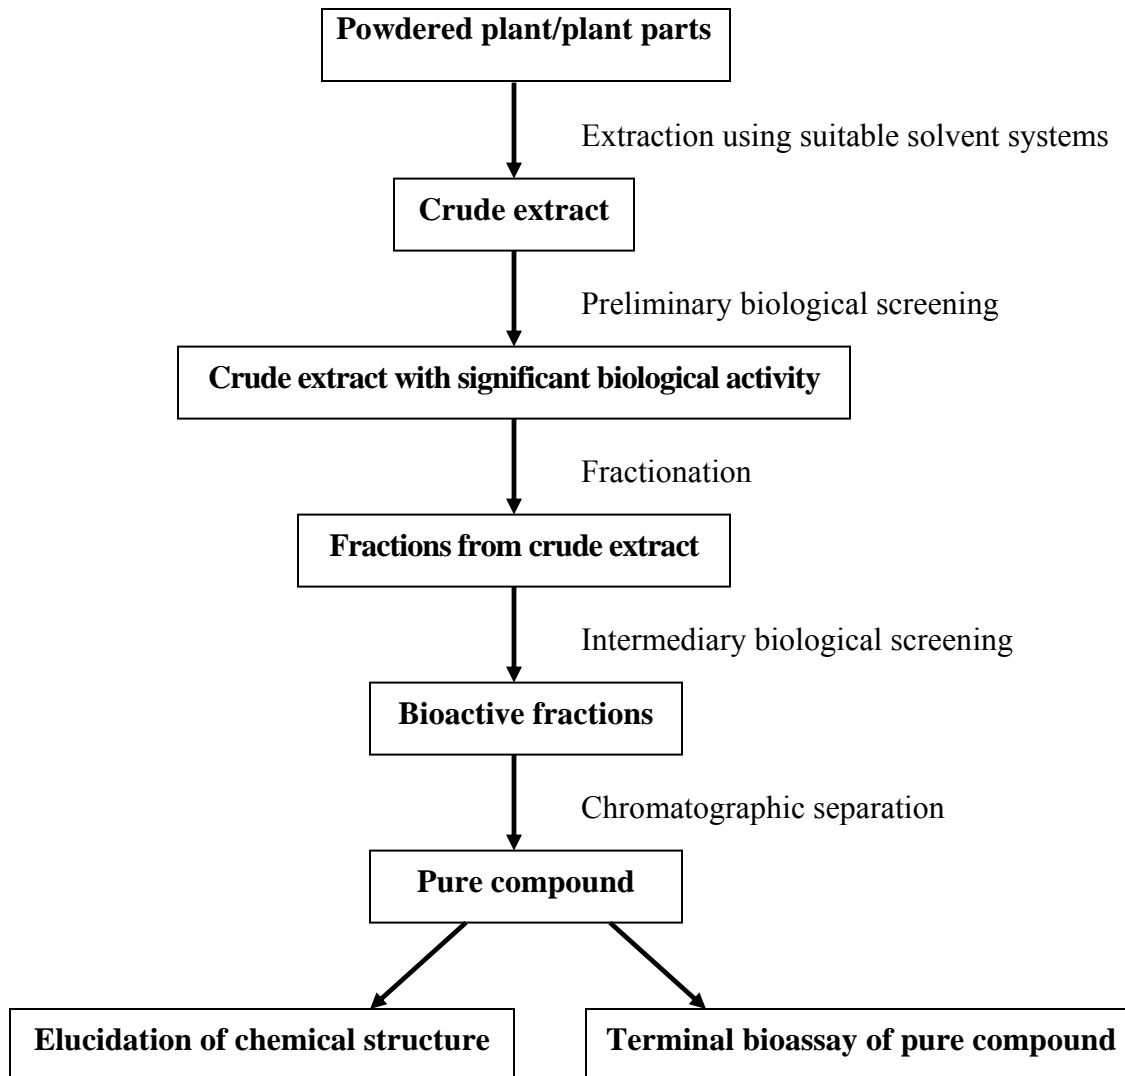 Powdered plant/plant parts
Extraction using suitable solvent systems
Crude extract
Preliminary biological screening
Crude extract with significant biological activity
Fractionation
Fractions from crude extract
Intermediary biological screening
Bioactive fractions
Chromatographic separation
Pure compound
Elucidation of chemical structure
Terminal bioassay of pure compound